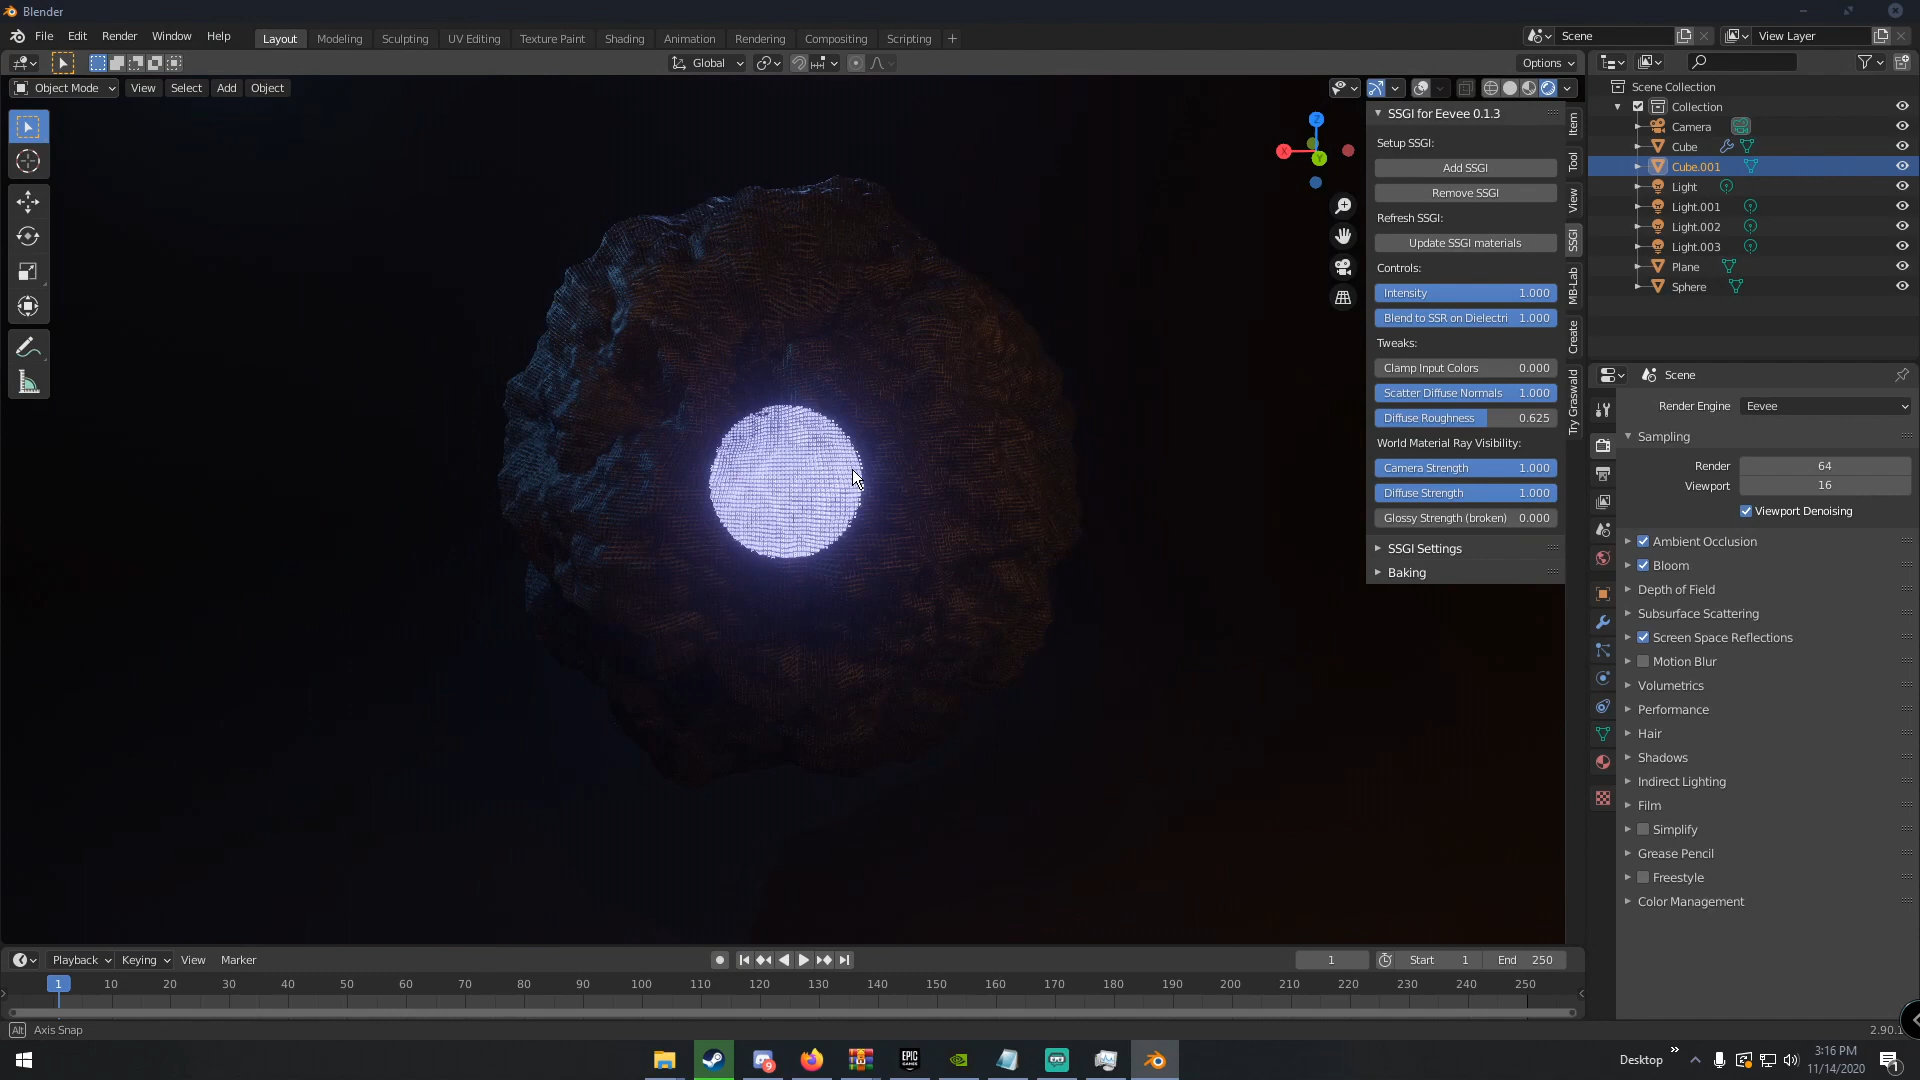 Blender
File Edit Render Window Help
Layout Modeling Sculpting UV Editing Texture Paint Shading Animation Rendering Compositing Scripting +
Scene
View Layer
Global
Options
Object Mode View Select Add Object
Z
X
Y
SSGI for Eevee 0.1.3
Setup SSGI:
Add SSGI
Remove SSGI
Refresh SSGI:
Update SSGI materials
Controls:
Intensity 1.000
Blend to SSR on Dielectri 1.000
Tweaks:
Clamp Input Colors 0.000
Scatter Diffuse Normals 1.000
Diffuse Roughness 0.625
World Material Ray Visibility:
Camera Strength 1.000
Diffuse Strength 1.000
Glossy Strength (broken) 0.000
SSGI Settings
Baking
Item
Tool
View
SSGI
MB-Lab
Create
Try Graswald
Scene Collection
Collection
Camera
Cube
Cube.001
Light
Light.001
Light.002
Light.003
Plane
Sphere
Scene
Render Engine Eevee
Sampling
Render 64
Viewport 16
Viewport Denoising
Ambient Occlusion
Bloom
Depth of Field
Subsurface Scattering
Screen Space Reflections
Motion Blur
Volumetrics
Performance
Hair
Shadows
Indirect Lighting
Film
Simplify
Grease Pencil
Freestyle
Color Management
Playback Keying View Marker
1 Start 1 End 250
1 10 20 30 40 50 60 70 80 90 100 110 120 130 140 150 160 170 180 190 200 210 220 230 240 250
Alt Axis Snap
2.90.1
EPIC GAMES
9
Desktop
3:16 PM
11/14/2020
1